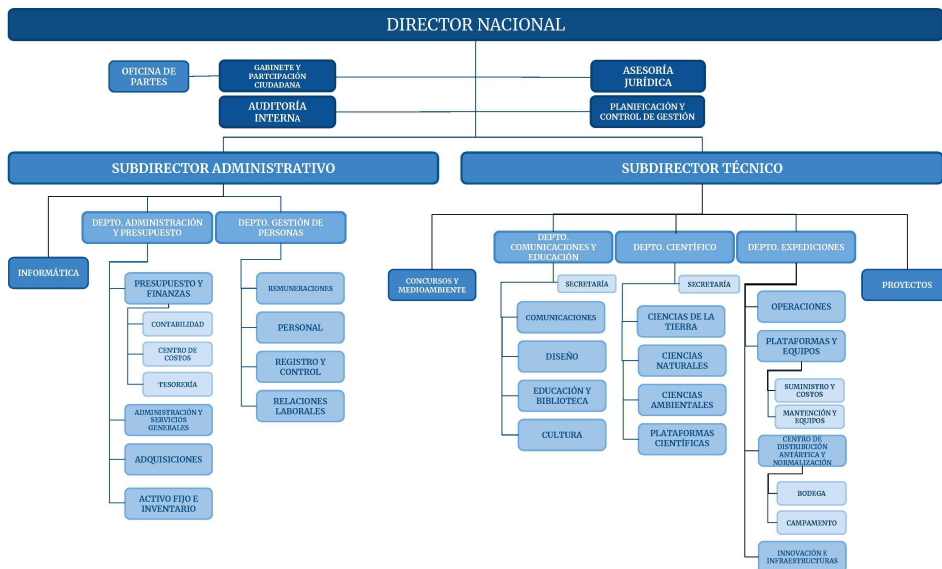 DIRECTOR NACIONAL
OFICINA DE
PARTES
GABINETE Y
PARTCIPACIÓN
CIUDADANA
ASESORÍA
JURÍDICA
AUDITORÍA
INTERNA
PLANIFICACIÓN Y
CONTROL DE GESTIÓN
SUBDIRECTOR ADMINISTRATIVO
SUBDIRECTOR TÉCNICO
INFORMÁTICA
DEPTO. ADMINISTRACIÓN
Y PRESUPUESTO
DEPTO. GESTIÓN DE
PERSONAS
PRESUPUESTO Y
FINANZAS
CONTABILIDAD
CENTRO DE
COSTOS
TESORERÍA
ADMINISTRACIÓN Y
SERVICIOS
GENERALES
ADQUISICIONES
ACTIVO FIJO E
INVENTARIO
REMUNERACIONES
PERSONAL
REGISTRO Y
CONTROL
RELACIONES
LABORALES
CONCURSOS Y
MEDIOAMBIENTE
DEPTO.
COMUNICACIONES Y
EDUCACIÓN
SECRETARÍA
COMUNICACIONES
DISEÑO
EDUCACIÓN Y
BIBLIOTECA
CULTURA
DEPTO. CIENTÍFICO
SECRETARÍA
CIENCIAS DE LA
TIERRA
CIENCIAS
NATURALES
CIENCIAS
AMBIENTALES
PLATAFORMAS
CIENTÍFICAS
DEPTO. EXPEDICIONES
OPERACIONES
PLATAFORMAS Y
EQUIPOS
SUMINISTRO Y
COSTOS
MANTENCIÓN Y
EQUIPOS
CENTRO DE
DISTRIBUCIÓN
ANTÁRTICA Y
NORMALIZACIÓN
BODEGA
CAMPAMENTO
INNOVACIÓN E
INFRAESTRUCTURAS
PROYECTOS